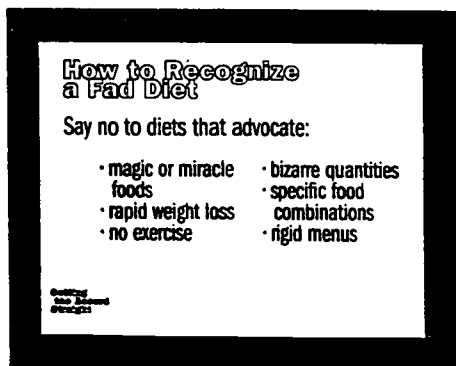 How to Recognize
a Fad Diet
Say no to diets that advocate:
· magic or miracle
foods
· rapid weight loss
· no exercise
· bizarre quantities
· specific food
combinations
· rigid menus
Getting
the Record
Straight